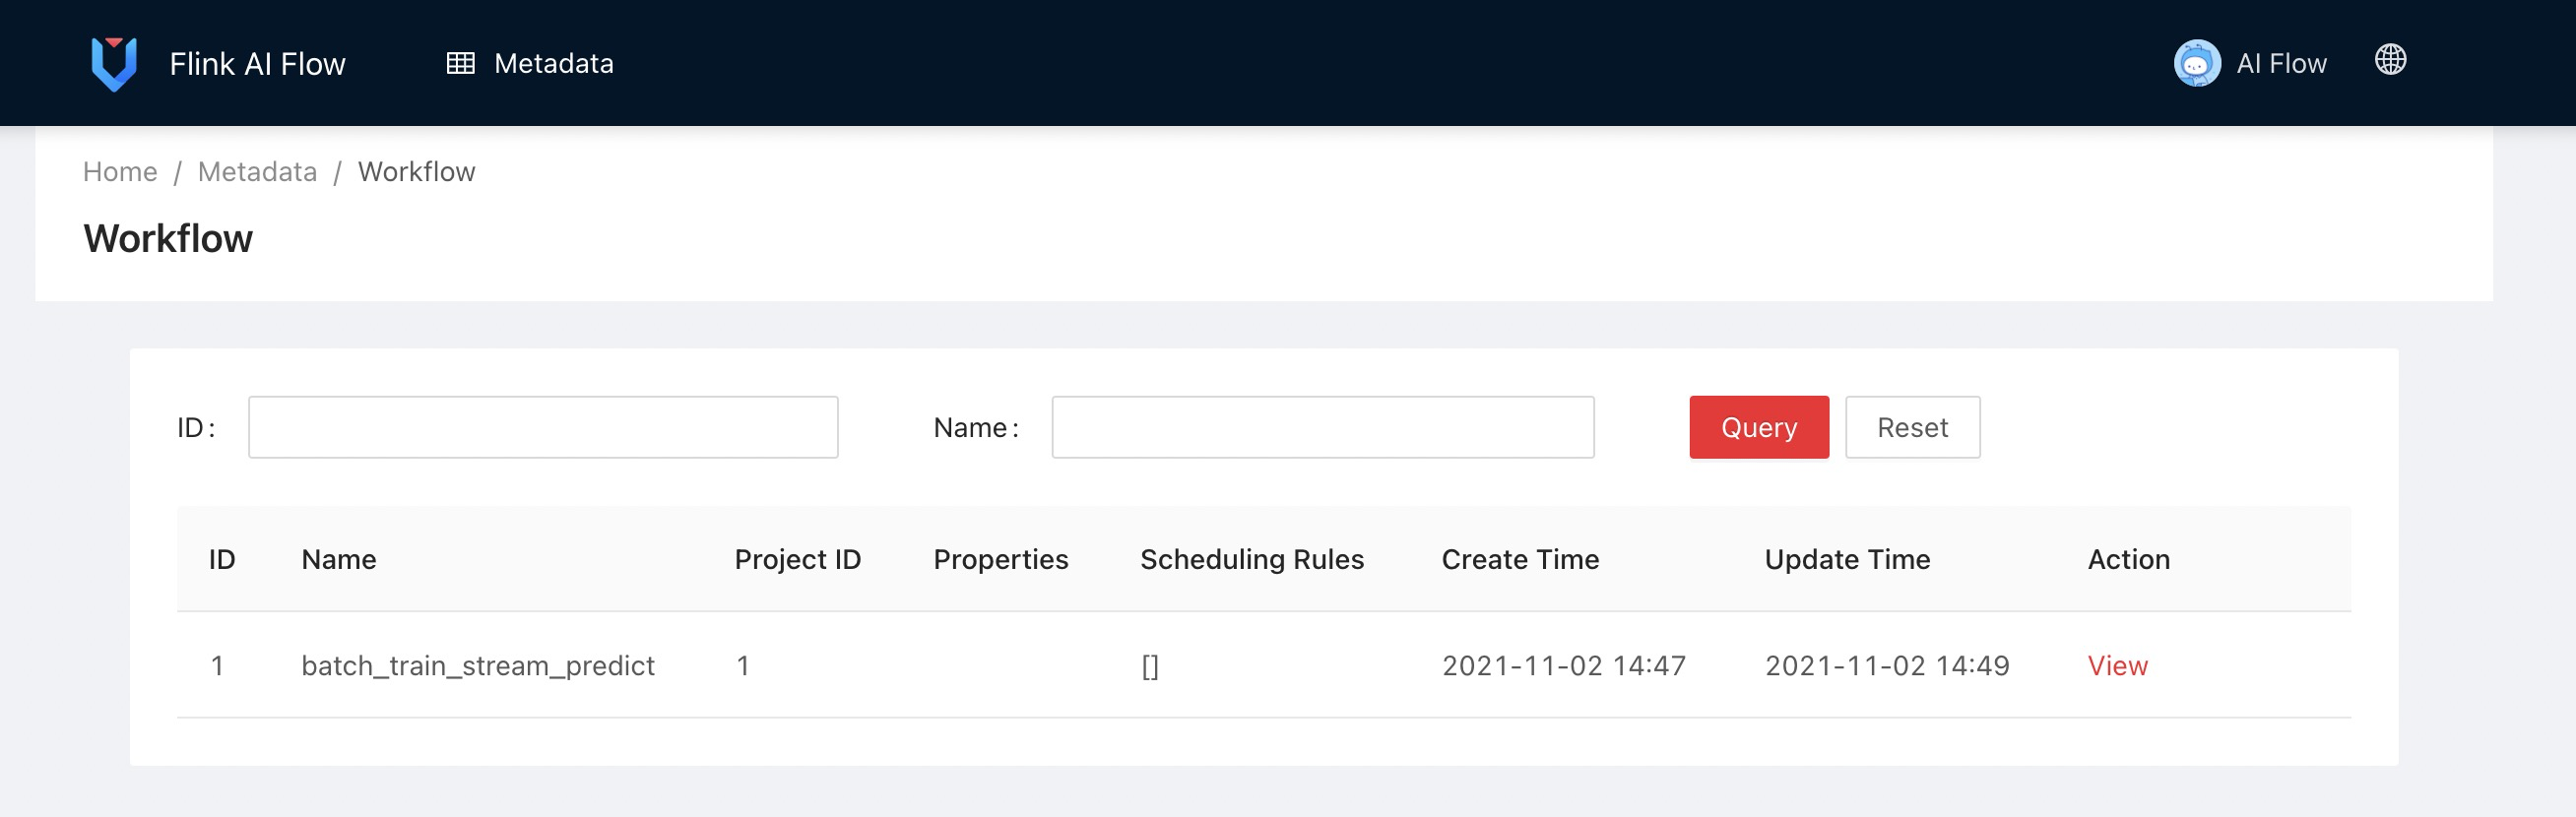 Flink AI Flow Metadata AI Flow
Home / Metadata / Workflow
Workflow
ID: Name: Query Reset
ID Name Project ID Properties Scheduling Rules Create Time Update Time Action
1 batch_train_stream_predict 1 [] 2021-11-02 14:47 2021-11-02 14:49 View